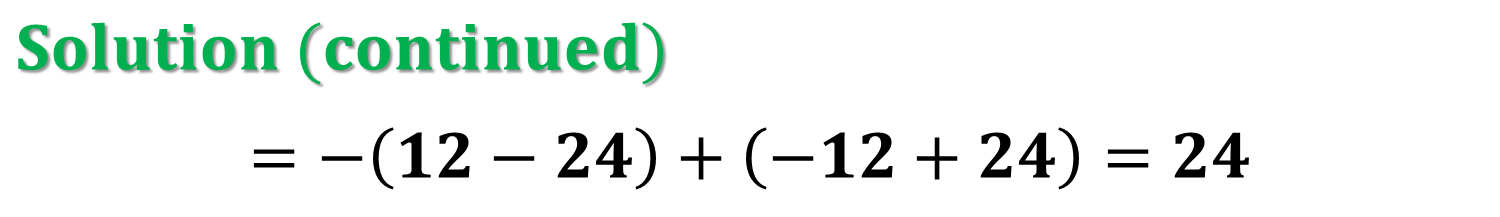 Solution (continued)
= −(12 − 24) + (−12 + 24) = 24